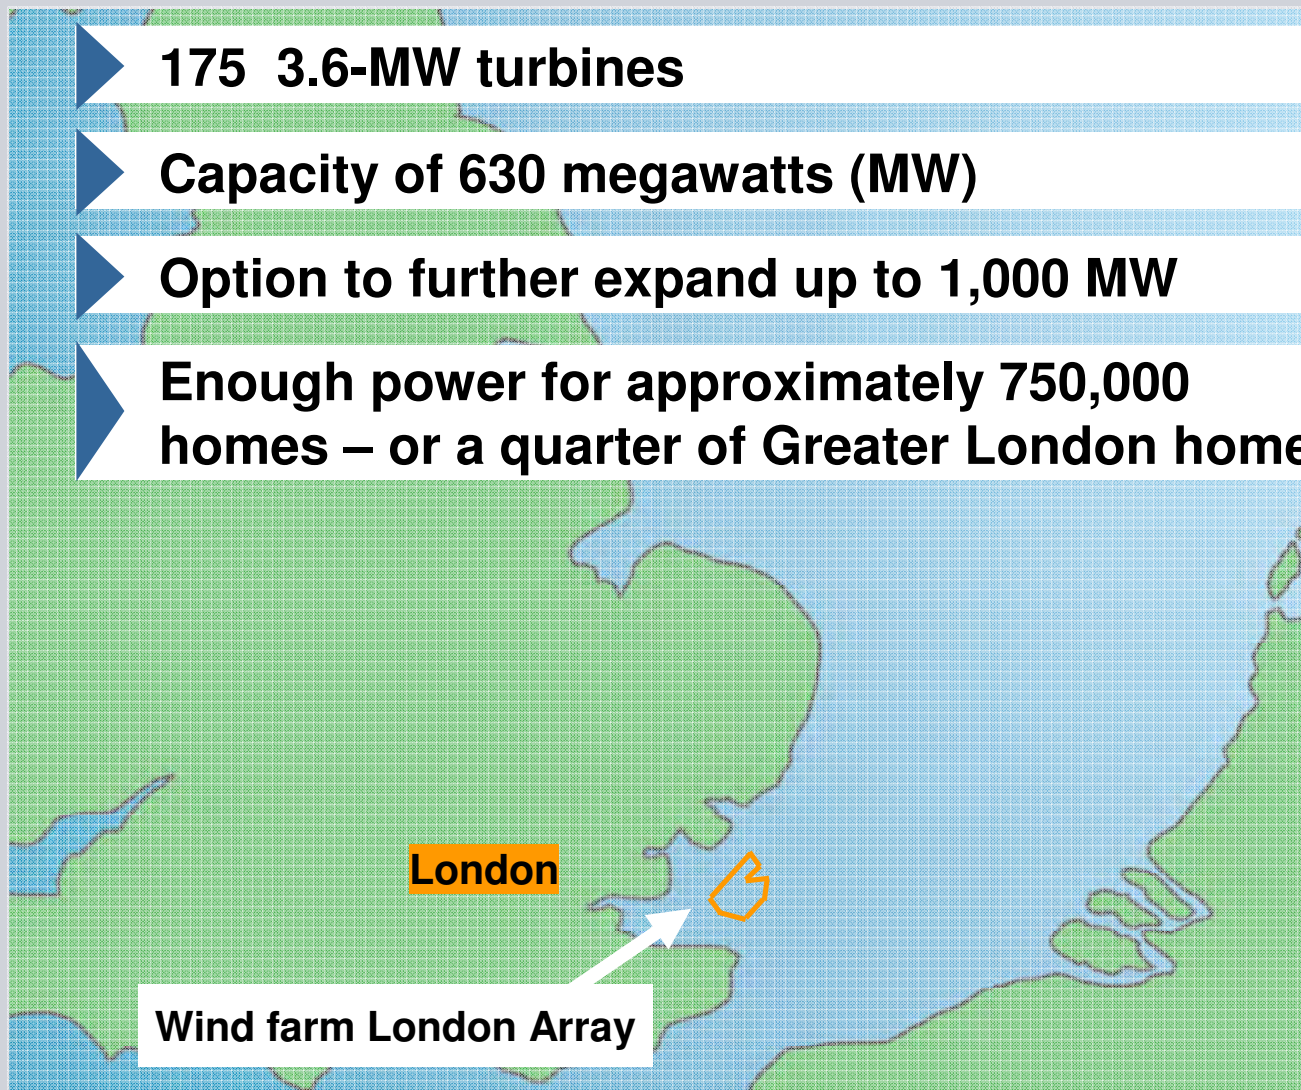 175 3.6-MW turbines
Capacity of 630 megawatts (MW)
Option to further expand up to 1,000 MW
Enough power for approximately 750,000
homes – or a quarter of Greater London home
London
Wind farm London Array